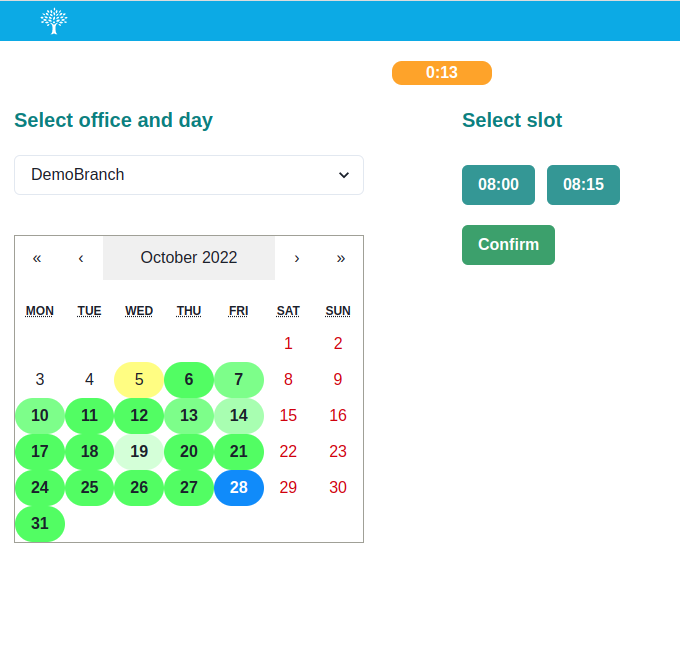 0:13
Select office and day
Select slot
DemoBranch
08:00 08:15
Confirm
« ‹ October 2022 › »
MON TUE WED THU FRI SAT SUN
1 2
3 4 5 6 7 8 9
10 11 12 13 14 15 16
17 18 19 20 21 22 23
24 25 26 27 28 29 30
31